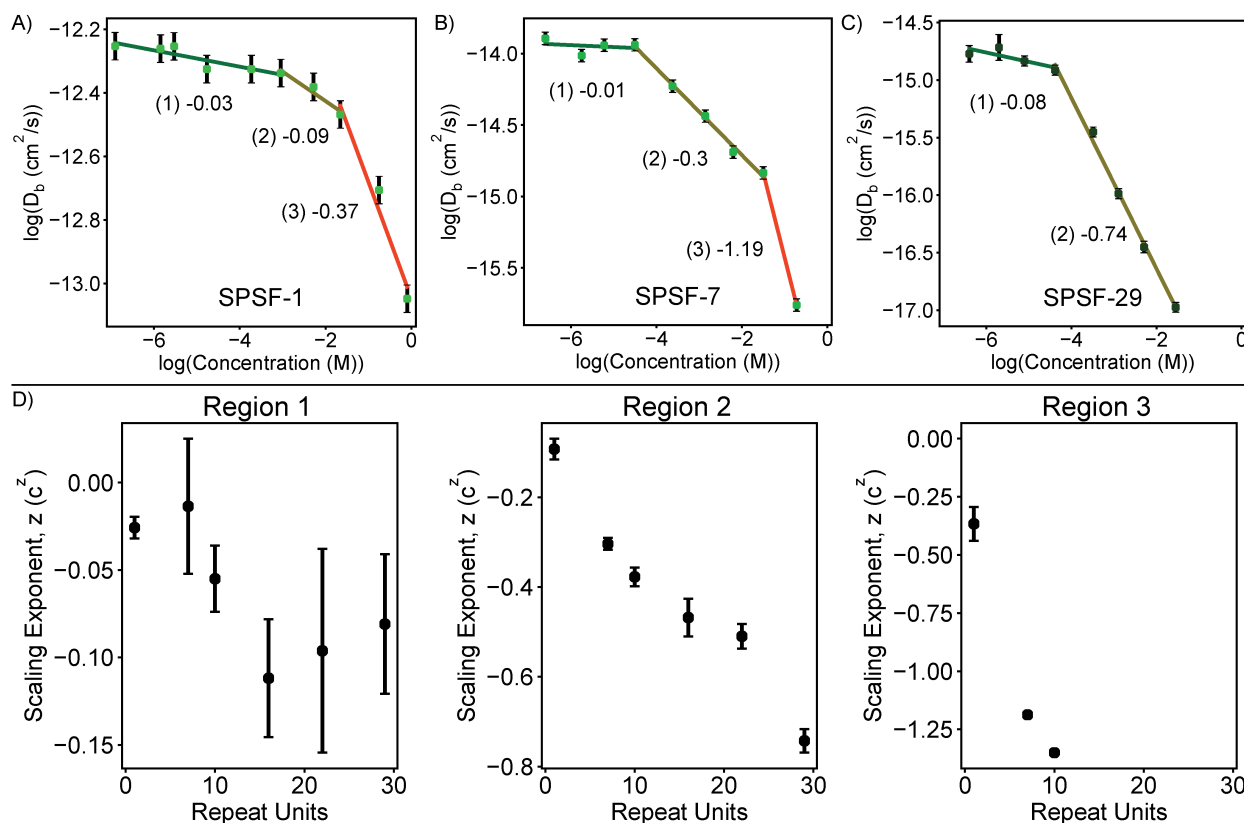 A)
log(D_b (cm^2/s))
−12.2
−12.4
−12.6
−12.8
−13.0
(1) -0.03
(2) -0.09
(3) -0.37
SPSF-1
−6 −4 −2 0
log(Concentration (M))
B)
log(D_b (cm^2/s))
−14.0
−14.5
−15.0
−15.5
(1) -0.01
(2) -0.3
(3) -1.19
SPSF-7
−6 −4 −2 0
log(Concentration (M))
C)
log(D_b (cm^2/s))
−14.5
−15.0
−15.5
−16.0
−16.5
−17.0
(1) -0.08
(2) -0.74
SPSF-29
−6 −4 −2 0
log(Concentration (M))
D)
Region 1
Scaling Exponent, z (c^z)
0.00
−0.05
−0.10
−0.15
0 10 20 30
Repeat Units
Region 2
Scaling Exponent, z (c^z)
−0.2
−0.4
−0.6
−0.8
0 10 20 30
Repeat Units
Region 3
Scaling Exponent, z (c^z)
0.00
−0.25
−0.50
−0.75
−1.00
−1.25
0 10 20 30
Repeat Units